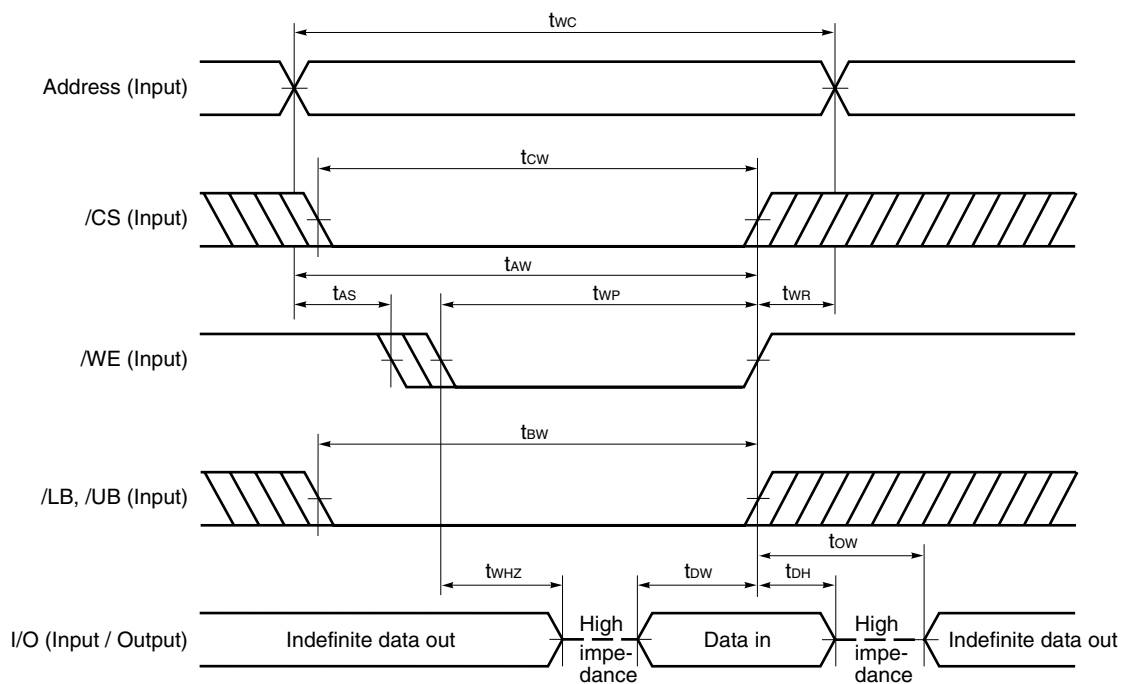 tWC
Address (Input)
tCW
/CS (Input)
tAW
tAS
tWP
tWR
/WE (Input)
tBW
/LB, /UB (Input)
tOW
tWHZ
tDW
tDH
I/O (Input / Output)
Indefinite data out
High
impe-
dance
Data in
High
impe-
dance
Indefinite data out